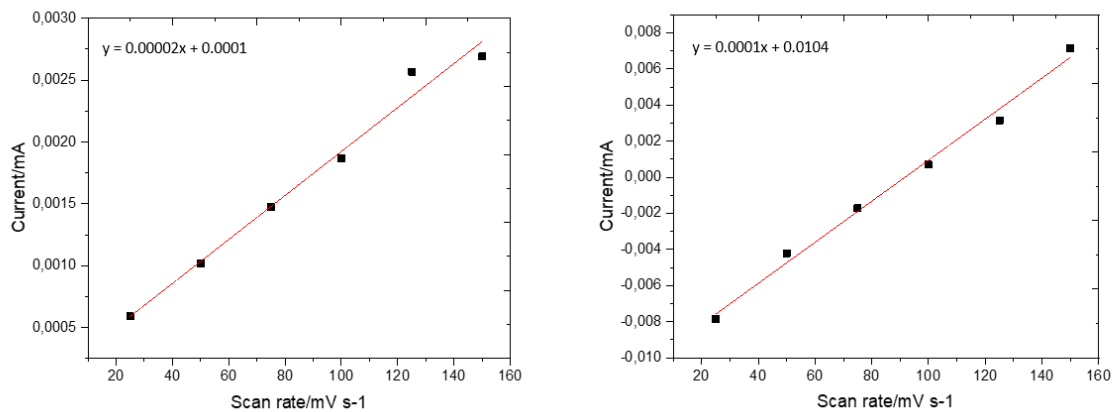 y = 0.00002x + 0.0001
0,0030
0,0025
0,0020
0,0015
0,0010
0,0005
Current/mA
20 40 60 80 100 120 140 160
Scan rate/mV s-1
y = 0.0001x + 0.0104
0,008
0,006
0,004
0,002
0,000
-0,002
-0,004
-0,006
-0,008
-0,010
Current/mA
20 40 60 80 100 120 140 160
Scan rate/mV s-1